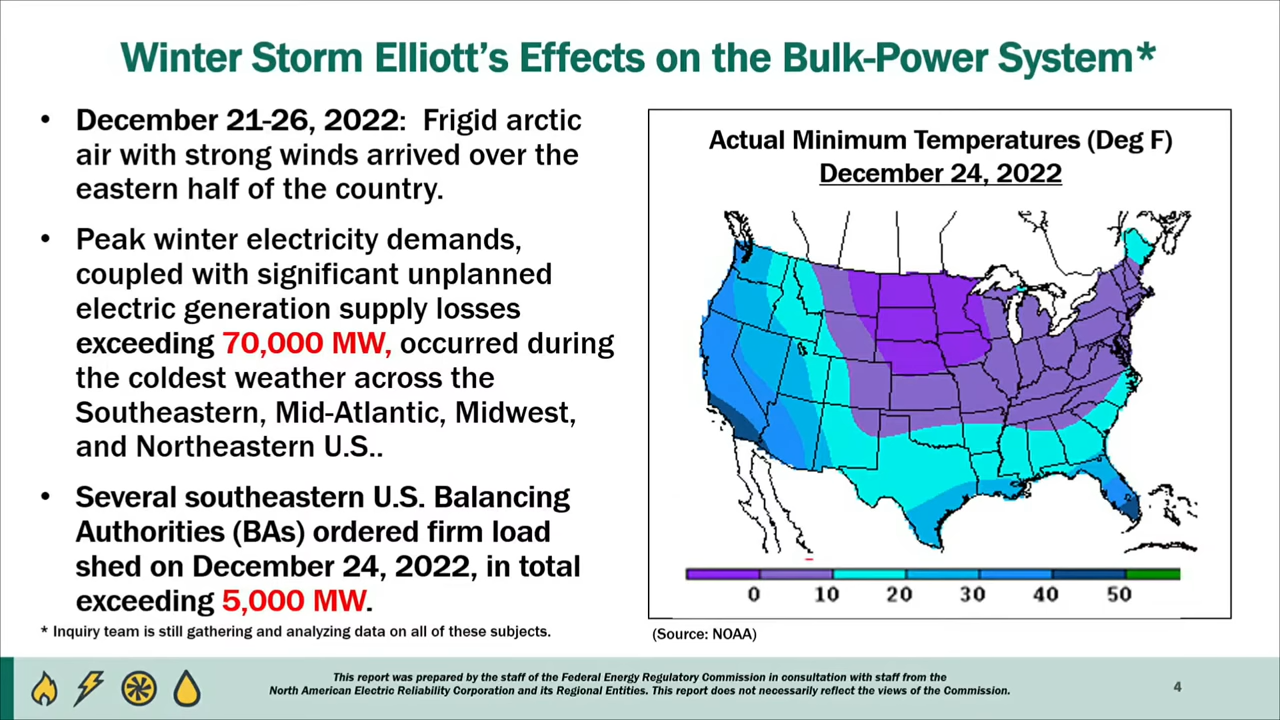 Winter Storm Elliott's Effects on the Bulk-Power System*
• December 21-26, 2022:  Frigid arctic
air with strong winds arrived over the
eastern half of the country.
• Peak winter electricity demands,
coupled with significant unplanned
electric generation supply losses
exceeding 70,000 MW, occurred during
the coldest weather across the
Southeastern, Mid-Atlantic, Midwest,
and Northeastern U.S..
• Several southeastern U.S. Balancing
Authorities (BAs) ordered firm load
shed on December 24, 2022, in total
exceeding 5,000 MW.
* Inquiry team is still gathering and analyzing data on all of these subjects.
Actual Minimum Temperatures (Deg F)
December 24, 2022
0 10 20 30 40 50
(Source: NOAA)
This report was prepared by the staff of the Federal Energy Regulatory Commission in consultation with staff from the
North American Electric Reliability Corporation and its Regional Entities. This report does not necessarily reflect the views of the Commission.
4